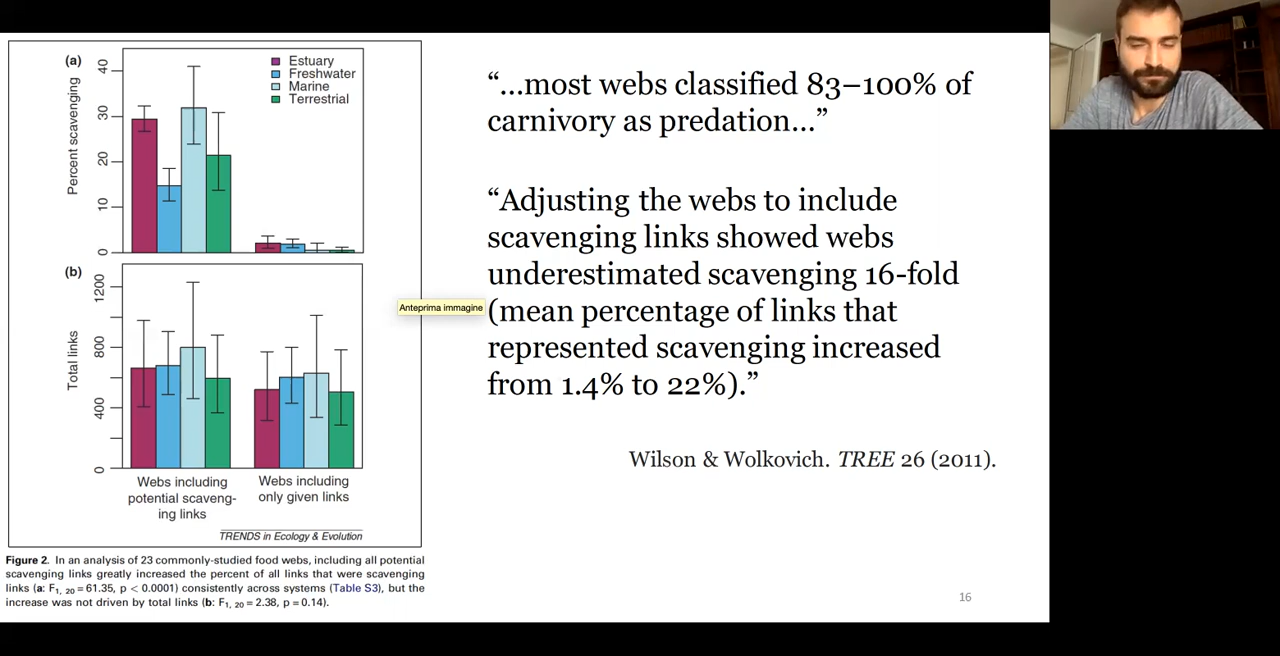 (a)
Percent scavenging
40
30
20
10
0
Estuary
Freshwater
Marine
Terrestrial
(b)
Total links
1200
800
400
0
Webs including
potential scaveng-
ing links
Webs including
only given links
TRENDS in Ecology & Evolution
Figure 2. In an analysis of 23 commonly-studied food webs, including all potential
scavenging links greatly increased the percent of all links that were scavenging
links (a: F1, 20 = 61.35, p < 0.0001) consistently across systems (Table S3), but the
increase was not driven by total links (b: F1, 20 = 2.38, p = 0.14).
Anteprima immagine
“...most webs classified 83–100% of
carnivory as predation...”
“Adjusting the webs to include
scavenging links showed webs
underestimated scavenging 16-fold
(mean percentage of links that
represented scavenging increased
from 1.4% to 22%).”
Wilson & Wolkovich. TREE 26 (2011).
16